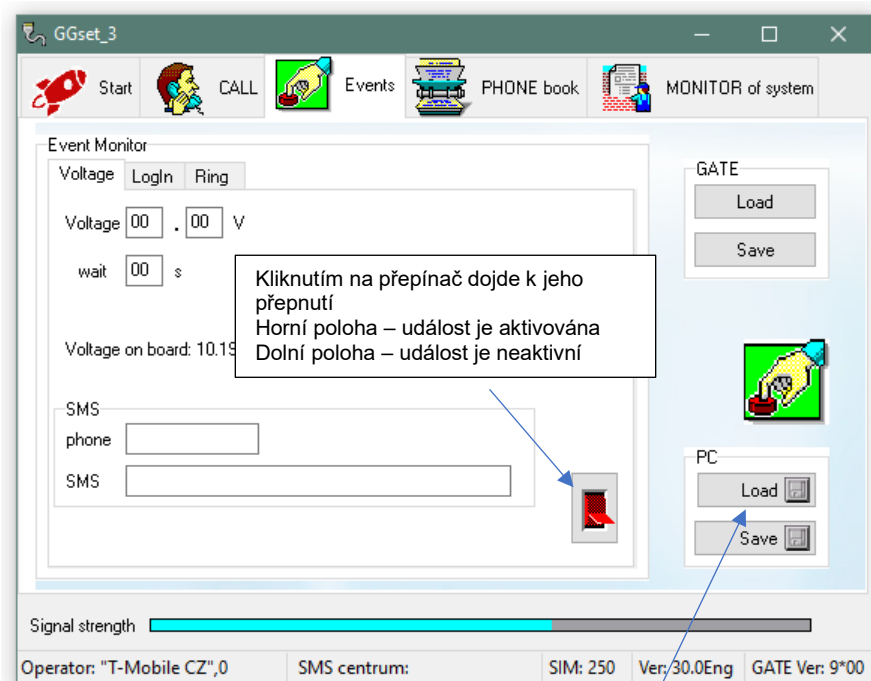 GGset_3
Start CALL Events PHONE book MONITOR of system
Event Monitor
Voltage LogIn Ring
Voltage 00 . 00 V
wait 00 s
Kliknutím na přepínač dojde k jeho
přepnutí
Horní poloha – událost je aktivována
Dolní poloha – událost je neaktivní
Voltage on board: 10.19
SMS
phone
SMS
GATE
Load
Save
PC
Load
Save
Signal strength
Operator: "T-Mobile CZ",0 SMS centrum: SIM: 250 Ver: 30.0Eng GATE Ver: 9*00